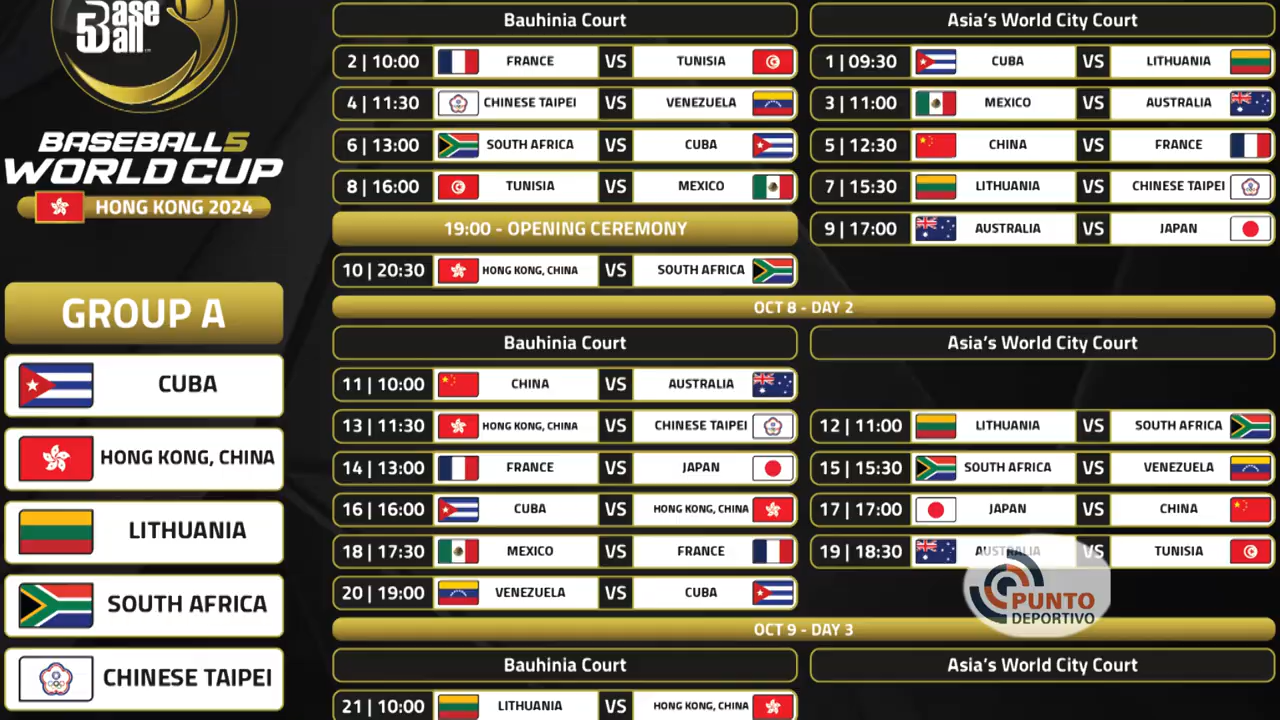 5Base
Ball
BASEBALL5
WORLD CUP
HONG KONG 2024
GROUP A
CUBA
HONG KONG, CHINA
LITHUANIA
SOUTH AFRICA
CHINESE TAIPEI
Bauhinia Court
Asia's World City Court
2 | 10:00 FRANCE VS TUNISIA
1 | 09:30 CUBA VS LITHUANIA
4 | 11:30 CHINESE TAIPEI VS VENEZUELA
3 | 11:00 MEXICO VS AUSTRALIA
6 | 13:00 SOUTH AFRICA VS CUBA
5 | 12:30 CHINA VS FRANCE
8 | 16:00 TUNISIA VS MEXICO
7 | 15:30 LITHUANIA VS CHINESE TAIPEI
19:00 - OPENING CEREMONY
9 | 17:00 AUSTRALIA VS JAPAN
10 | 20:30 HONG KONG, CHINA VS SOUTH AFRICA
OCT 8 - DAY 2
Bauhinia Court
Asia's World City Court
11 | 10:00 CHINA VS AUSTRALIA
13 | 11:30 HONG KONG, CHINA VS CHINESE TAIPEI
12 | 11:00 LITHUANIA VS SOUTH AFRICA
14 | 13:00 FRANCE VS JAPAN
15 | 15:30 SOUTH AFRICA VS VENEZUELA
16 | 16:00 CUBA VS HONG KONG, CHINA
17 | 17:00 JAPAN VS CHINA
18 | 17:30 MEXICO VS FRANCE
19 | 18:30 AUSTRALIA VS TUNISIA
20 | 19:00 VENEZUELA VS CUBA
PUNTO
DEPORTIVO
OCT 9 - DAY 3
Bauhinia Court
Asia's World City Court
21 | 10:00 LITHUANIA VS HONG KONG, CHINA